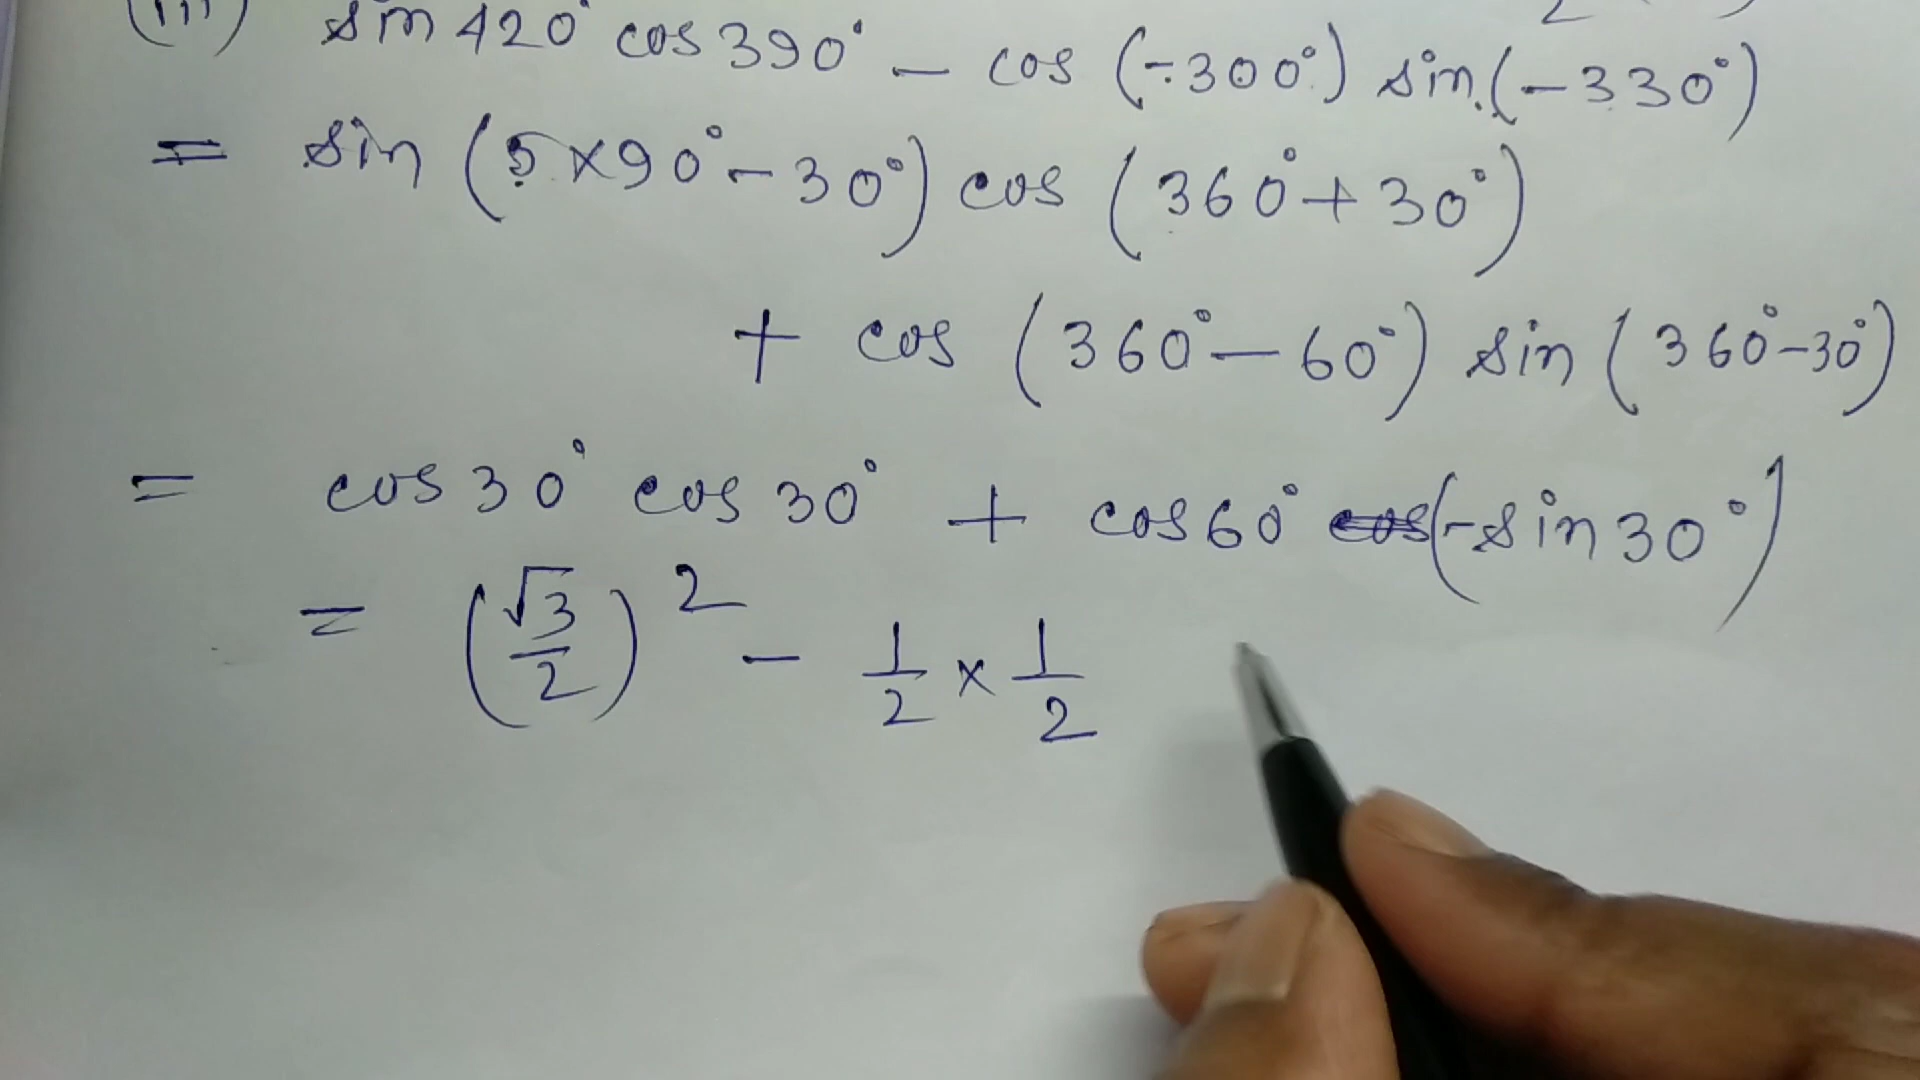 (iii) sin 420° cos 390° - cos (-300°) sin (-330°)
= sin (5×90° - 30°) cos (360° + 30°)
+ cos (360° - 60°) sin (360° - 30°)
= cos 30° cos 30° + cos 60° (-sin 30°)
= (√3/2)² - 1/2 × 1/2